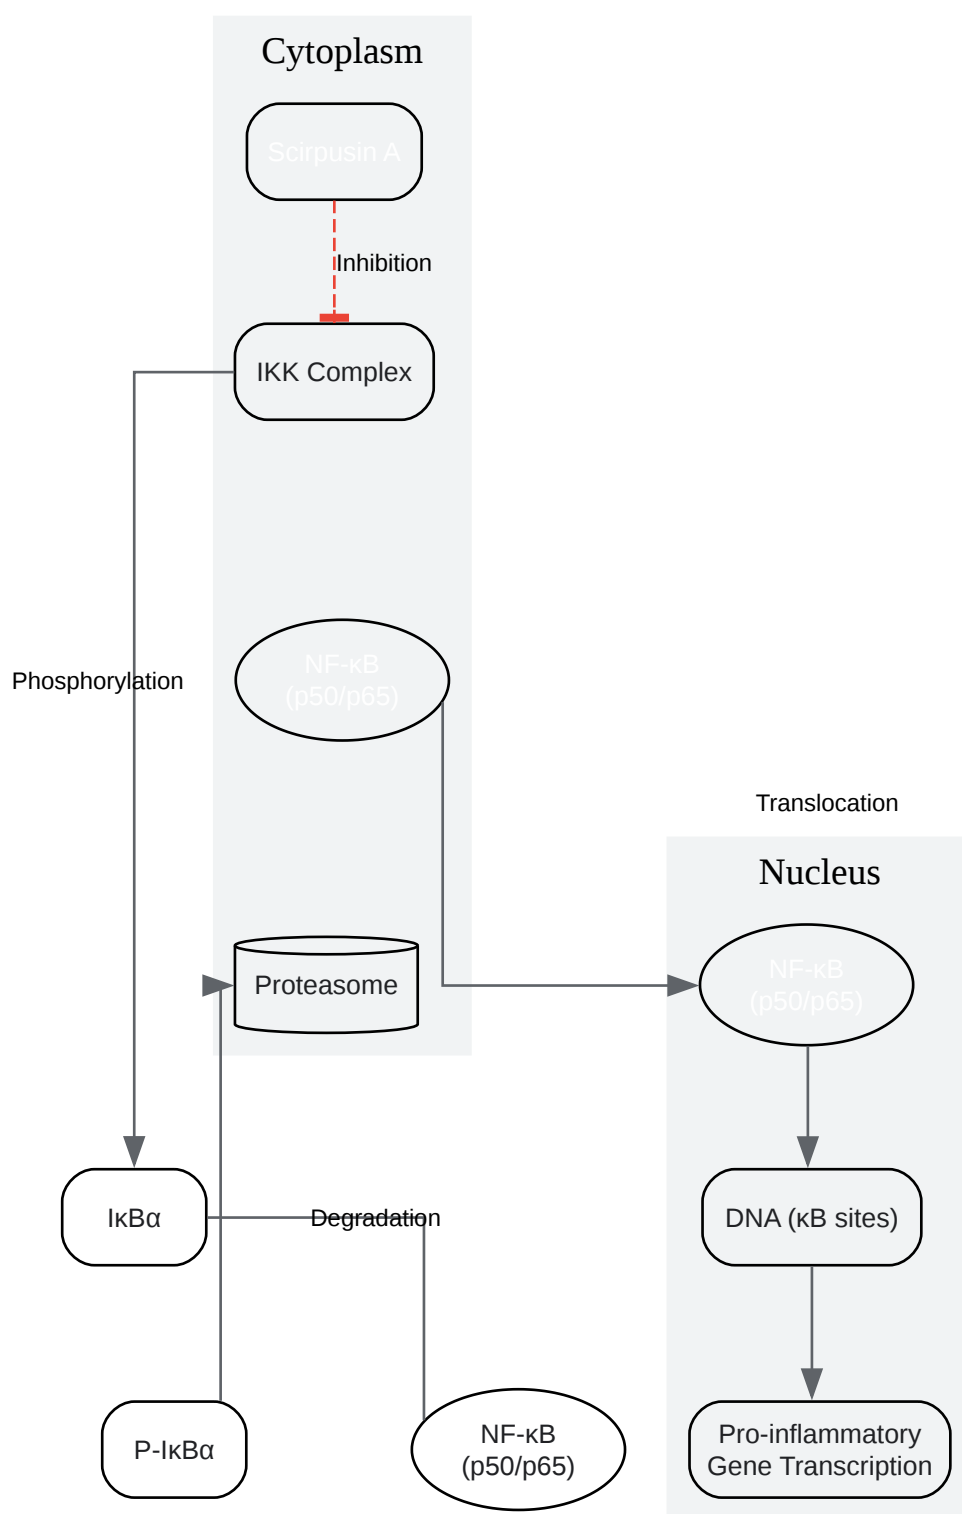 Cytoplasm
Scirpusin A
Inhibition
IKK Complex
NF-κB
(p50/p65)
Phosphorylation
Translocation
Nucleus
Proteasome
NF-κB
(p50/p65)
IκBα
Degradation
DNA (κB sites)
P-IκBα
NF-κB
(p50/p65)
Pro-inflammatory
Gene Transcription